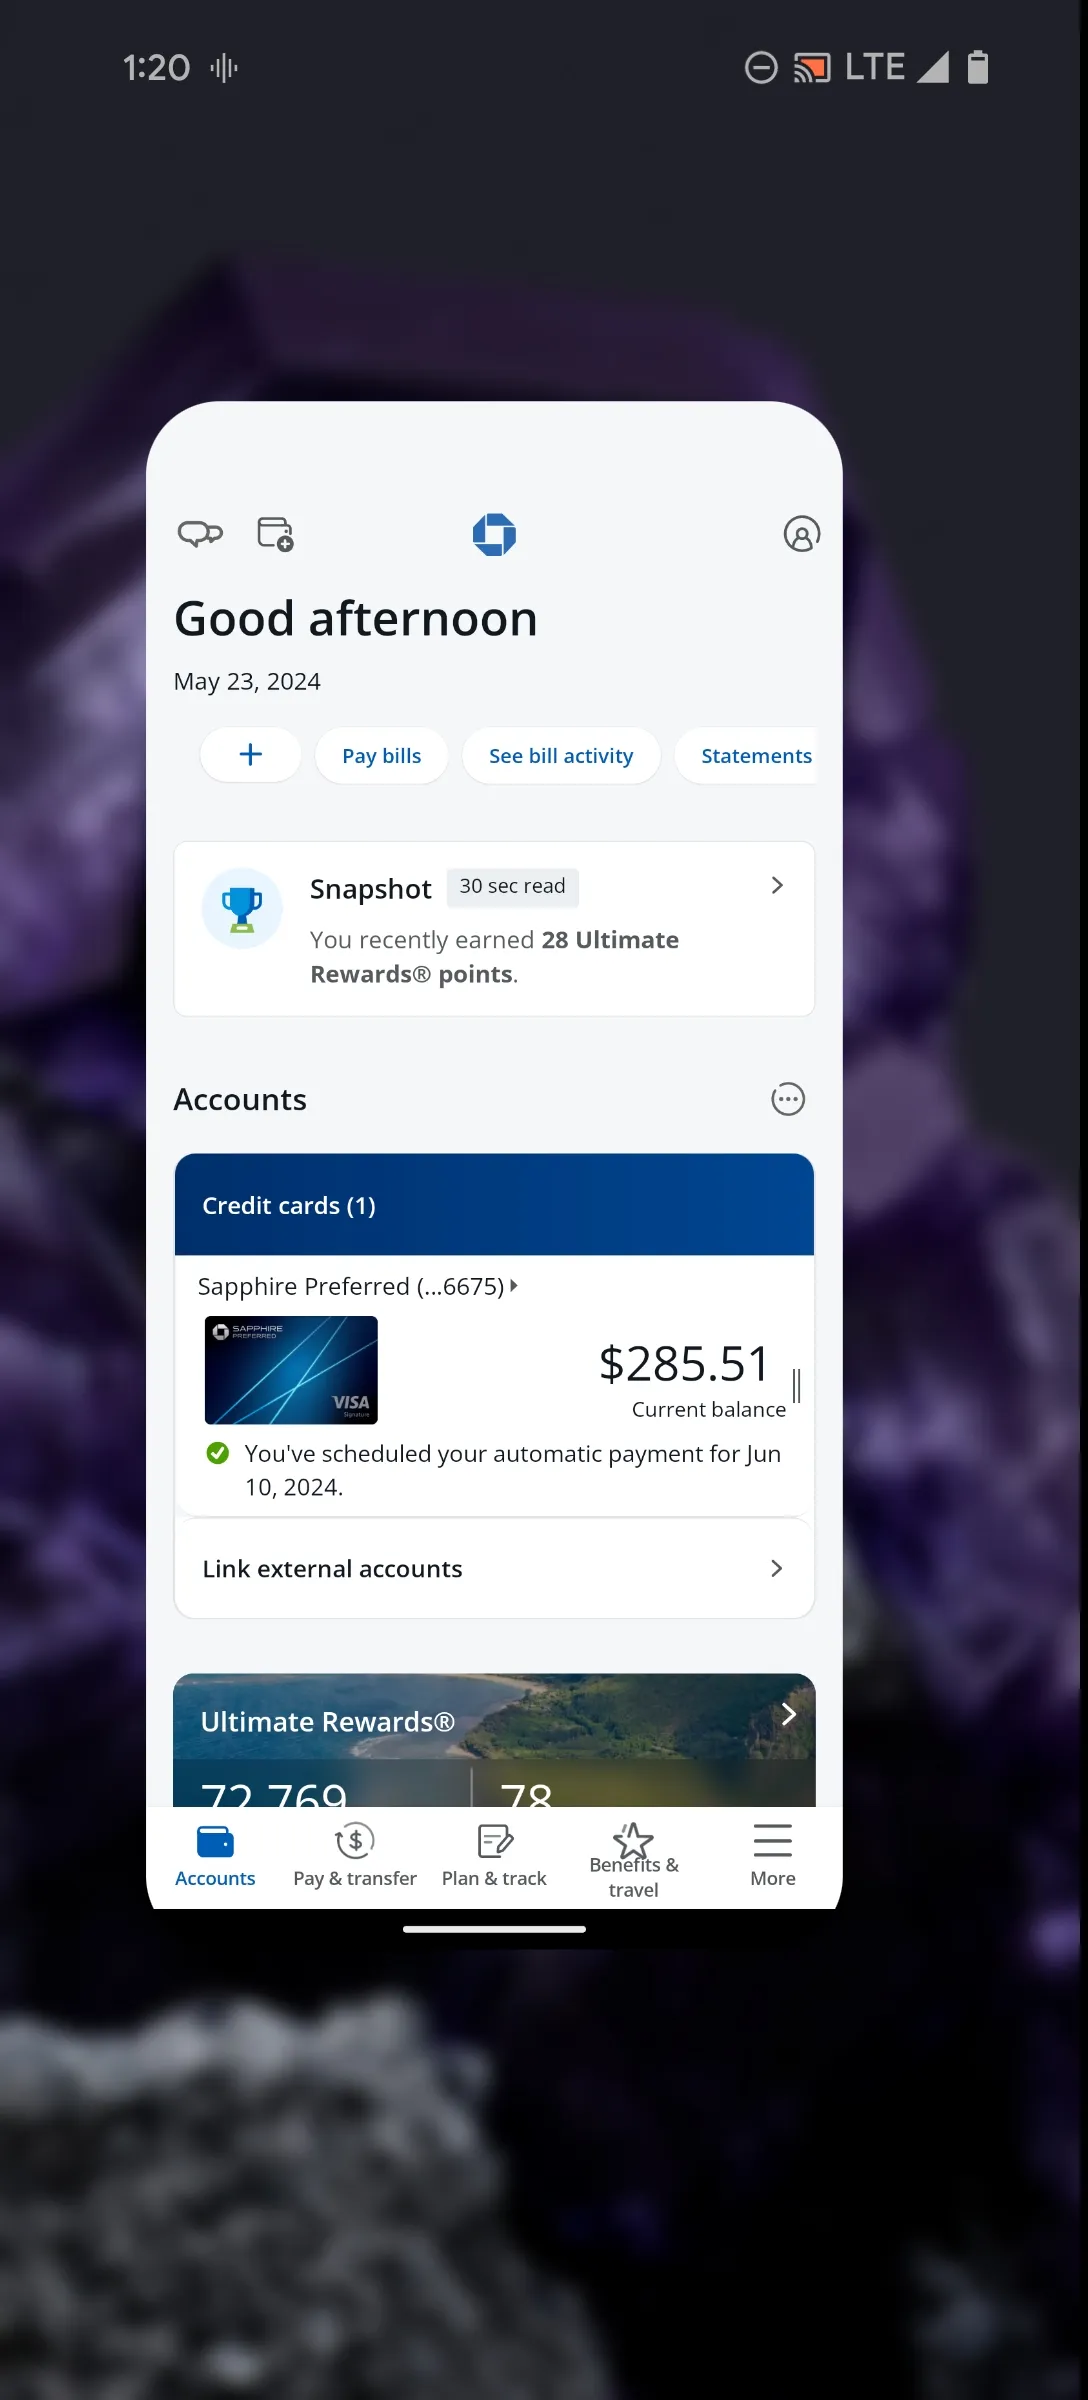 1:20
LTE
Good afternoon
May 23, 2024
Pay bills
See bill activity
Statements
Snapshot
30 sec read
You recently earned 28 Ultimate
Rewards® points.
Accounts
Credit cards (1)
Sapphire Preferred (...6675)
SAPPHIRE
PREFERRED
VISA
Signature
$285.51
Current balance
You've scheduled your automatic payment for Jun
10, 2024.
Link external accounts
Ultimate Rewards®
72,769
78
Accounts
Pay & transfer
Plan & track
Benefits &
travel
More